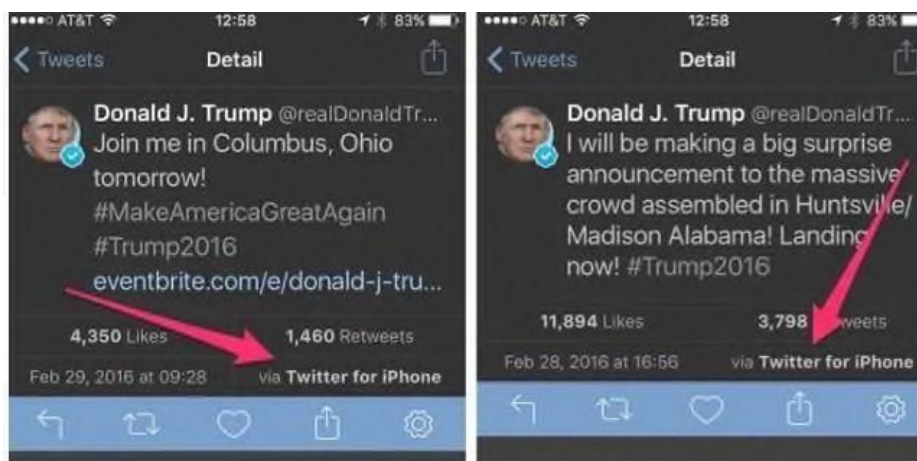 AT&T 12:58 83%
Tweets Detail
Donald J. Trump @realDonaldTr...
Join me in Columbus, Ohio
tomorrow!
#MakeAmericaGreatAgain
#Trump2016
eventbrite.com/e/donald-j-tru...
4,350 Likes 1,460 Retweets
Feb 29, 2016 at 09:28 via Twitter for iPhone
AT&T 12:58 83%
Tweets Detail
Donald J. Trump @realDonaldTr...
I will be making a big surprise
announcement to the massive
crowd assembled in Huntsville/
Madison Alabama! Landing
now! #Trump2016
11,894 Likes 3,798 Retweets
Feb 28, 2016 at 16:56 via Twitter for iPhone